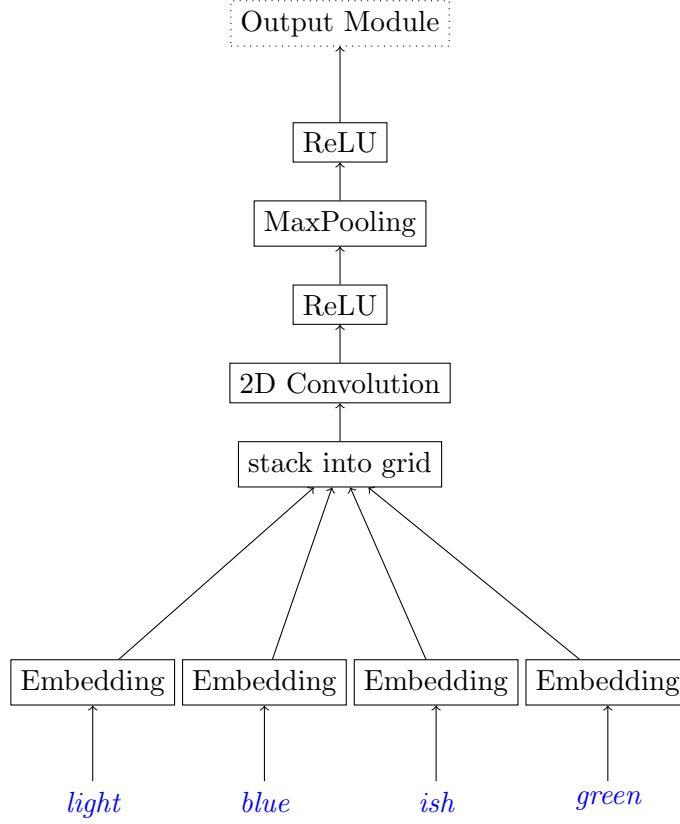 Output Module
ReLU
MaxPooling
ReLU
2D Convolution
stack into grid
Embedding Embedding Embedding Embedding
light blue ish green